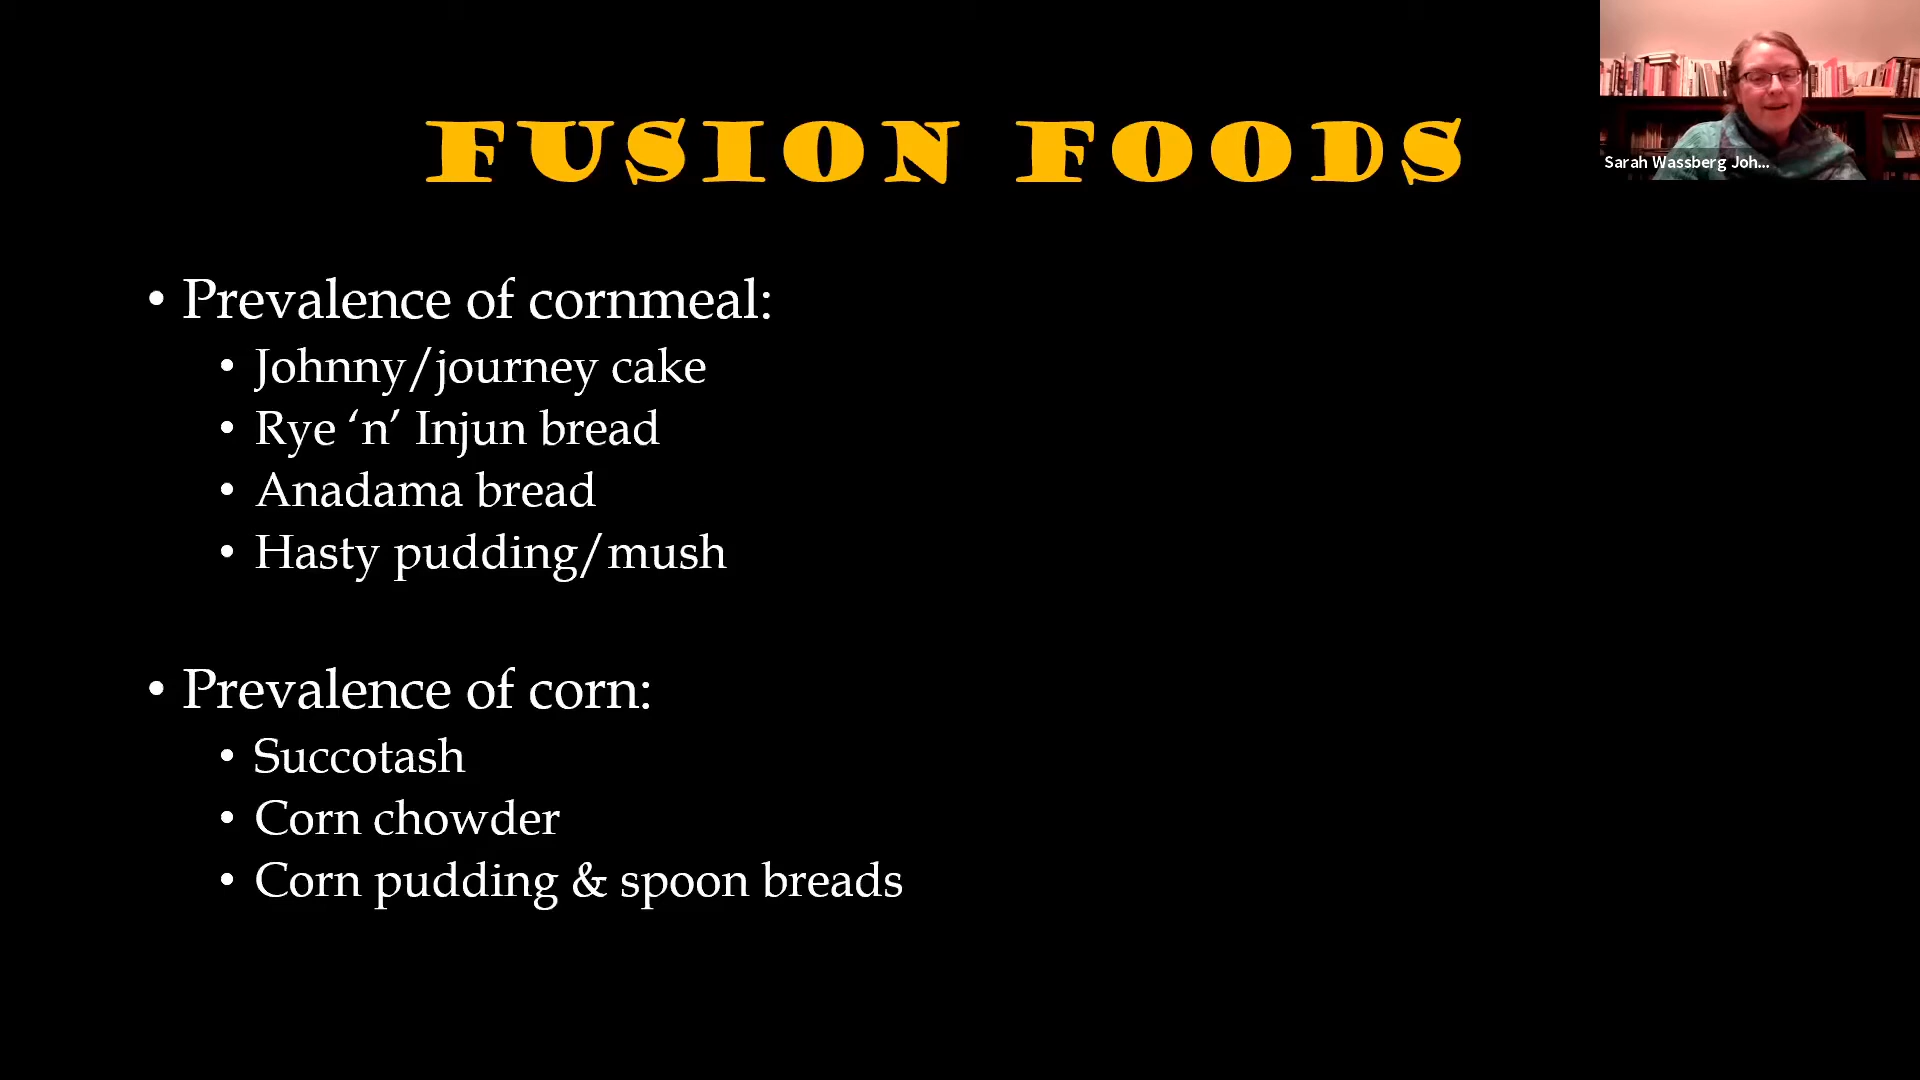 FUSION FOODS
Sarah Wassberg Joh...
• Prevalence of cornmeal:
• Johnny/journey cake
• Rye ‘n’ Injun bread
• Anadama bread
• Hasty pudding/mush
• Prevalence of corn:
• Succotash
• Corn chowder
• Corn pudding & spoon breads